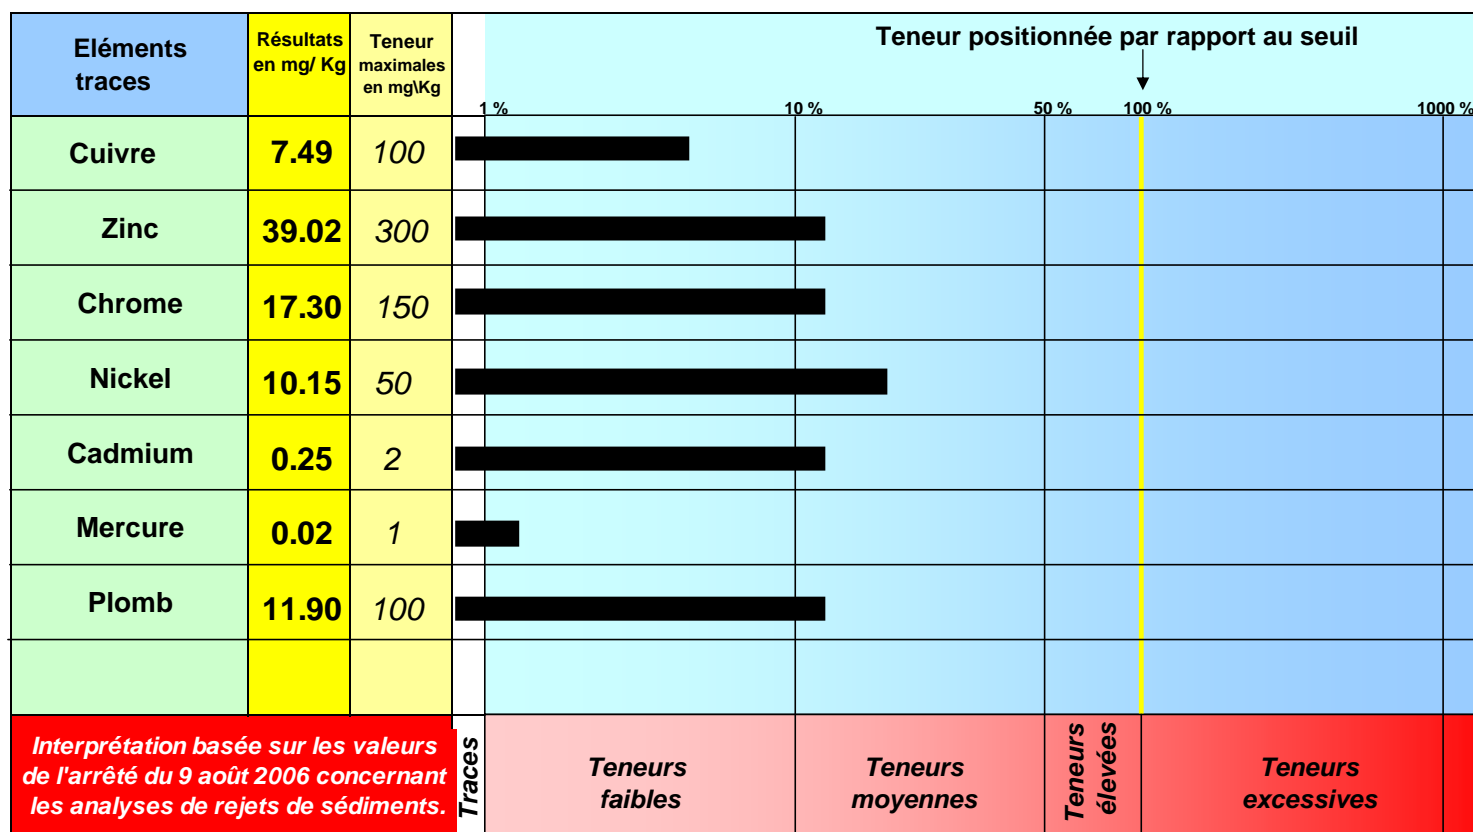 Eléments
traces
Résultats
en mg/ Kg
Teneur
maximales
en mg\Kg
Teneur positionnée par rapport au seuil
1 %
10 %
50 %
100 %
1000 %
Cuivre
7.49
100
Zinc
39.02
300
Chrome
17.30
150
Nickel
10.15
50
Cadmium
0.25
2
Mercure
0.02
1
Plomb
11.90
100
Interprétation basée sur les valeurs
de l'arrêté du 9 août 2006 concernant
les analyses de rejets de sédiments.
Traces
Teneurs
faibles
Teneurs
moyennes
Teneurs
élevées
Teneurs
excessives